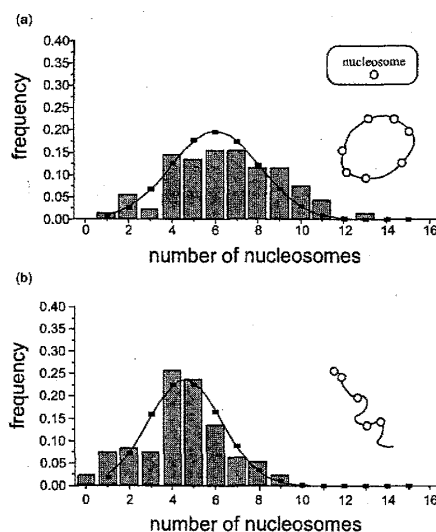 (a)
0.40
0.35
0.30
0.25
0.20
0.15
0.10
0.05
0.00
frequency
nucleosome
0 2 4 6 8 10 12 14 16
number of nucleosomes
(b)
0.40
0.35
0.30
0.25
0.20
0.15
0.10
0.05
0.00
frequency
0 2 4 6 8 10 12 14 16
number of nucleosomes